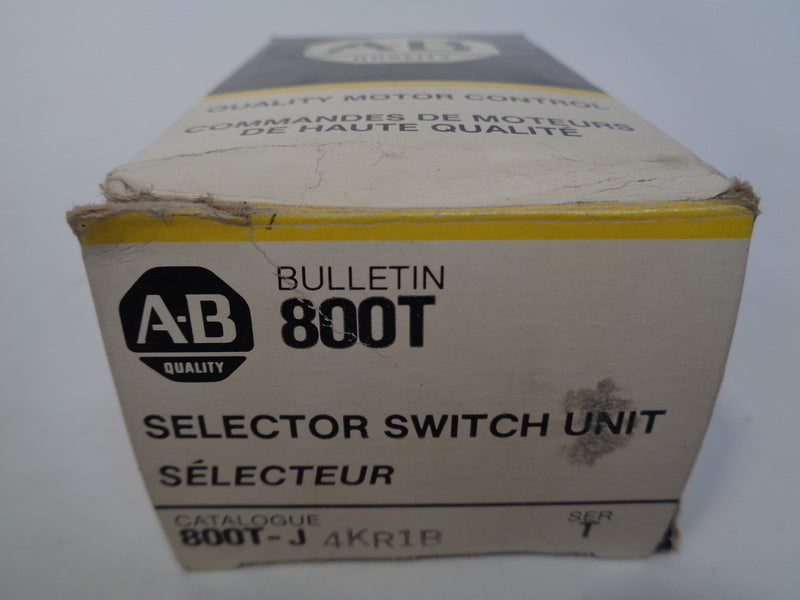 A-B
QUALITY
QUALITY MOTOR CONTROL
COMMANDES DE MOTEURS
DE HAUTE QUALITÉ
A-B
QUALITY
BULLETIN
800T
SELECTOR SWITCH UNIT
SÉLECTEUR
CATALOGUE
800T-J 4KR1B
SER
T